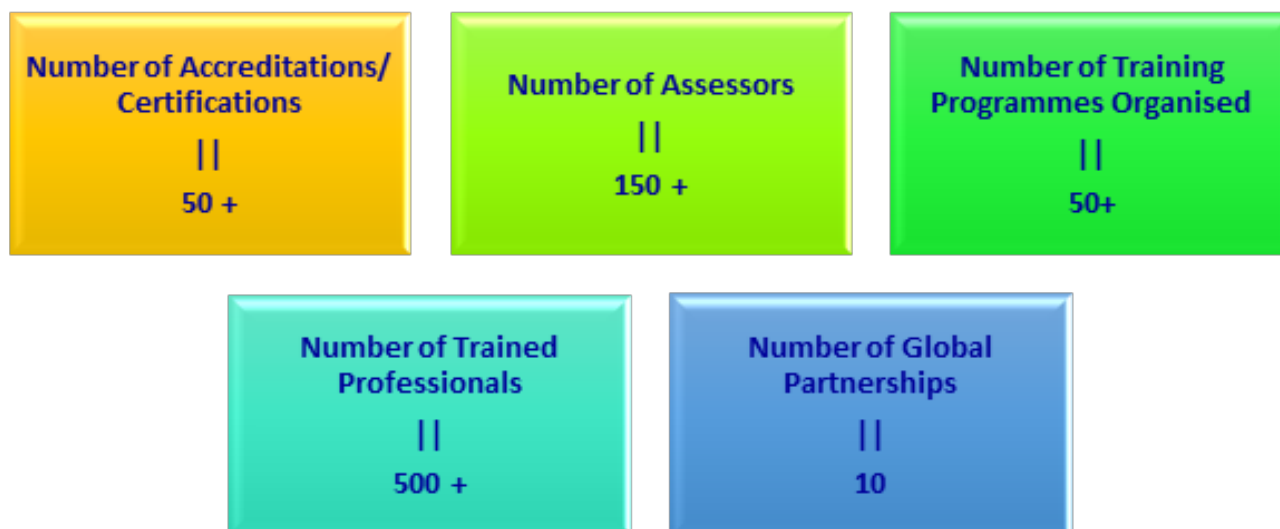 Number of Accreditations/
Certifications
||
50 +
Number of Assessors
||
150 +
Number of Training
Programmes Organised
||
50+
Number of Trained
Professionals
||
500 +
Number of Global
Partnerships
||
10